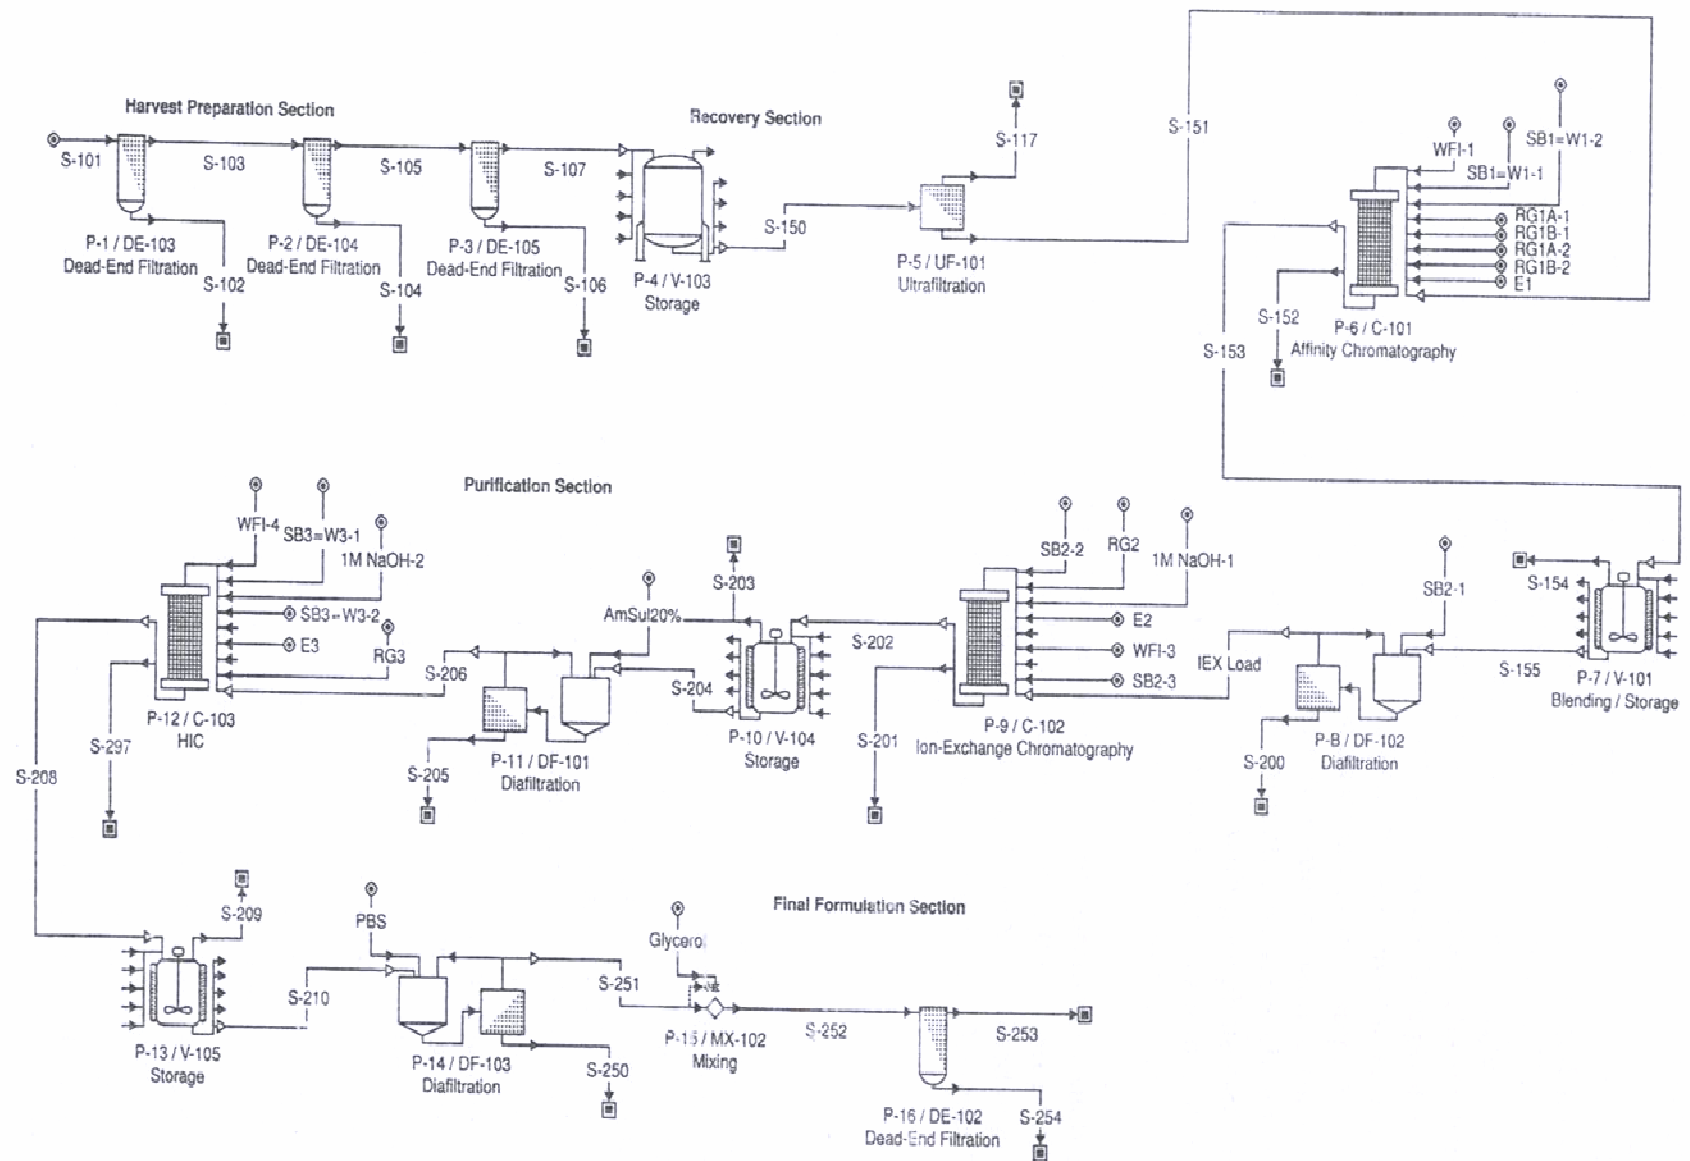 Harvest Preparation Section
Recovery Section
S-101
S-103
S-105
S-107
S-117
S-151
S-150
P-1 / DE-103
Dead-End Filtration
P-2 / DE-104
Dead-End Filtration
P-3 / DE-105
Dead-End Filtration
S-102
S-104
S-106
P-4 / V-103
Storage
P-5 / UF-101
Ultrafiltration
WFI-1
SB1=W1-1
SB1=W1-2
RG1A-1
RG1B-1
RG1A-2
RG1B-2
E1
S-152
S-153
P-6 / C-101
Affinity Chromatography
Purification Section
WFI-4
SB3=W3-1
1M NaOH-2
SB3=W3-2
E3
RG3
S-206
P-12 / C-103
HIC
S-297
S-208
S-205
P-11 / DF-101
Diafiltration
AmSul20%
S-203
S-204
S-202
P-10 / V-104
Storage
SB2-2
RG2
1M NaOH-1
E2
WFI-3
SB2-3
S-201
P-9 / C-102
Ion-Exchange Chromatography
IEX Load
SB2-1
S-154
S-155
S-200
P-8 / DF-102
Diafiltration
P-7 / V-101
Blending / Storage
S-209
PBS
S-210
P-13 / V-105
Storage
P-14 / DF-103
Diafiltration
S-250
S-251
Final Formulation Section
Glycerol
P-15 / MX-102
Mixing
S-252
S-253
P-16 / DE-102
Dead-End Filtration
S-254